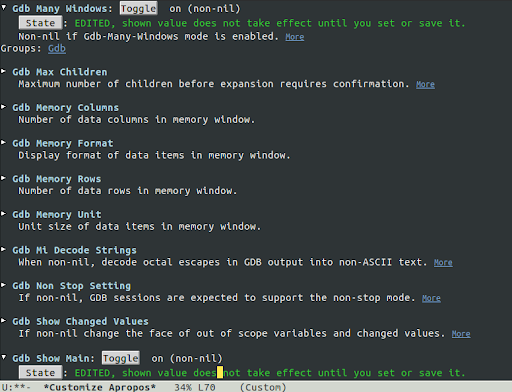 ▼ Gdb Many Windows: Toggle on (non-nil)
State : EDITED, shown value does not take effect until you set or save it.
Non-nil if Gdb-Many-Windows mode is enabled. More
Groups: Gdb
▶ Gdb Max Children
Maximum number of children before expansion requires confirmation. More
▶ Gdb Memory Columns
Number of data columns in memory window.
▶ Gdb Memory Format
Display format of data items in memory window.
▶ Gdb Memory Rows
Number of data rows in memory window.
▶ Gdb Memory Unit
Unit size of data items in memory window.
▶ Gdb Mi Decode Strings
When non-nil, decode octal escapes in GDB output into non-ASCII text. More
▶ Gdb Non Stop Setting
If non-nil, GDB sessions are expected to support the non-stop mode. More
▶ Gdb Show Changed Values
If non-nil change the face of out of scope variables and changed values. More
▼ Gdb Show Main: Toggle on (non-nil)
State : EDITED, shown value does not take effect until you set or save it.
U:**- *Customize Apropos* 34% L70 (Custom)